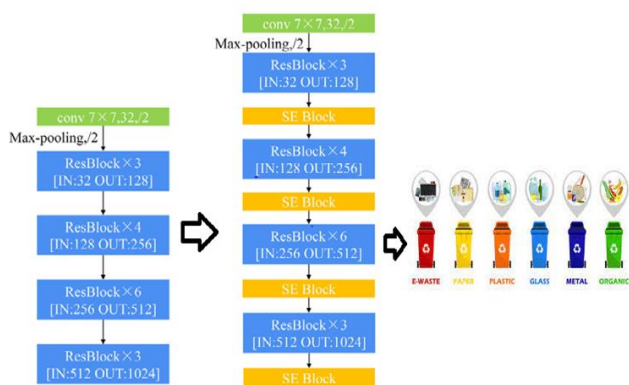 conv 7×7,32,/2
Max-pooling,/2
ResBlock×3
[IN:32 OUT:128]
ResBlock×4
[IN:128 OUT:256]
ResBlock×6
[IN:256 OUT:512]
ResBlock×3
[IN:512 OUT:1024]
conv 7×7,32,/2
Max-pooling,/2
ResBlock×3
[IN:32 OUT:128]
SE Block
ResBlock×4
[IN:128 OUT:256]
SE Block
ResBlock×6
[IN:256 OUT:512]
SE Block
ResBlock×3
[IN:512 OUT:1024]
SE Block
E-WASTE PAPER PLASTIC GLASS METAL ORGANIC